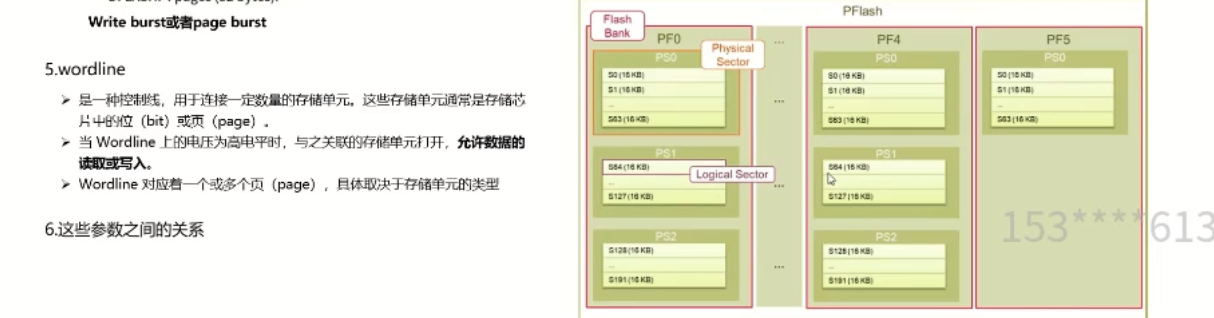 Write burst或者page burst
5.wordline
➢ 是一种控制线，用于连接一定数量的存储单元。这些存储单元通常是存储芯
片中的位（bit）或页（page）。
➢ 当 Wordline 上的电压为高电平时，与之关联的存储单元打开，允许数据的
读取或写入。
➢ Wordline 对应着一个或多个页（page），具体取决于存储单元的类型
6.这些参数之间的关系
PFlash
Flash
Bank
PF0
Physical
Sector
PS0
S0 (16 KB)
S1 (16 KB)
...
S63 (16 KB)
PS1
S64 (16 KB)
Logical Sector
...
S127 (16 KB)
PS2
S128 (16 KB)
...
S191 (16 KB)
...
...
...
...
PF4
PS0
S0 (16 KB)
S1 (16 KB)
...
S63 (16 KB)
PS1
S64 (16 KB)
...
S127 (16 KB)
PS2
S128 (16 KB)
...
S191 (16 KB)
PF5
PS0
S0 (16 KB)
S1 (16 KB)
...
S63 (16 KB)
153****613